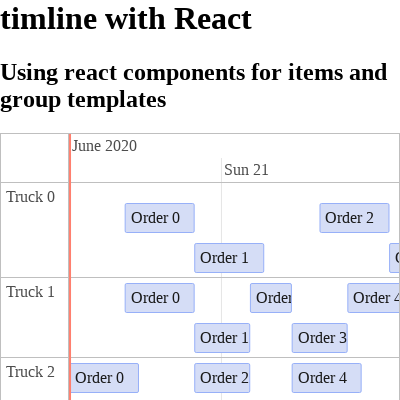 timline with React
Using react components for items and
group templates
June 2020
Sun 21
Truck 0
Order 0
Order 2
Order 1
Truck 1
Order 0
Order 4
Order 1
Order 3
Truck 2
Order 0
Order 2
Order 4